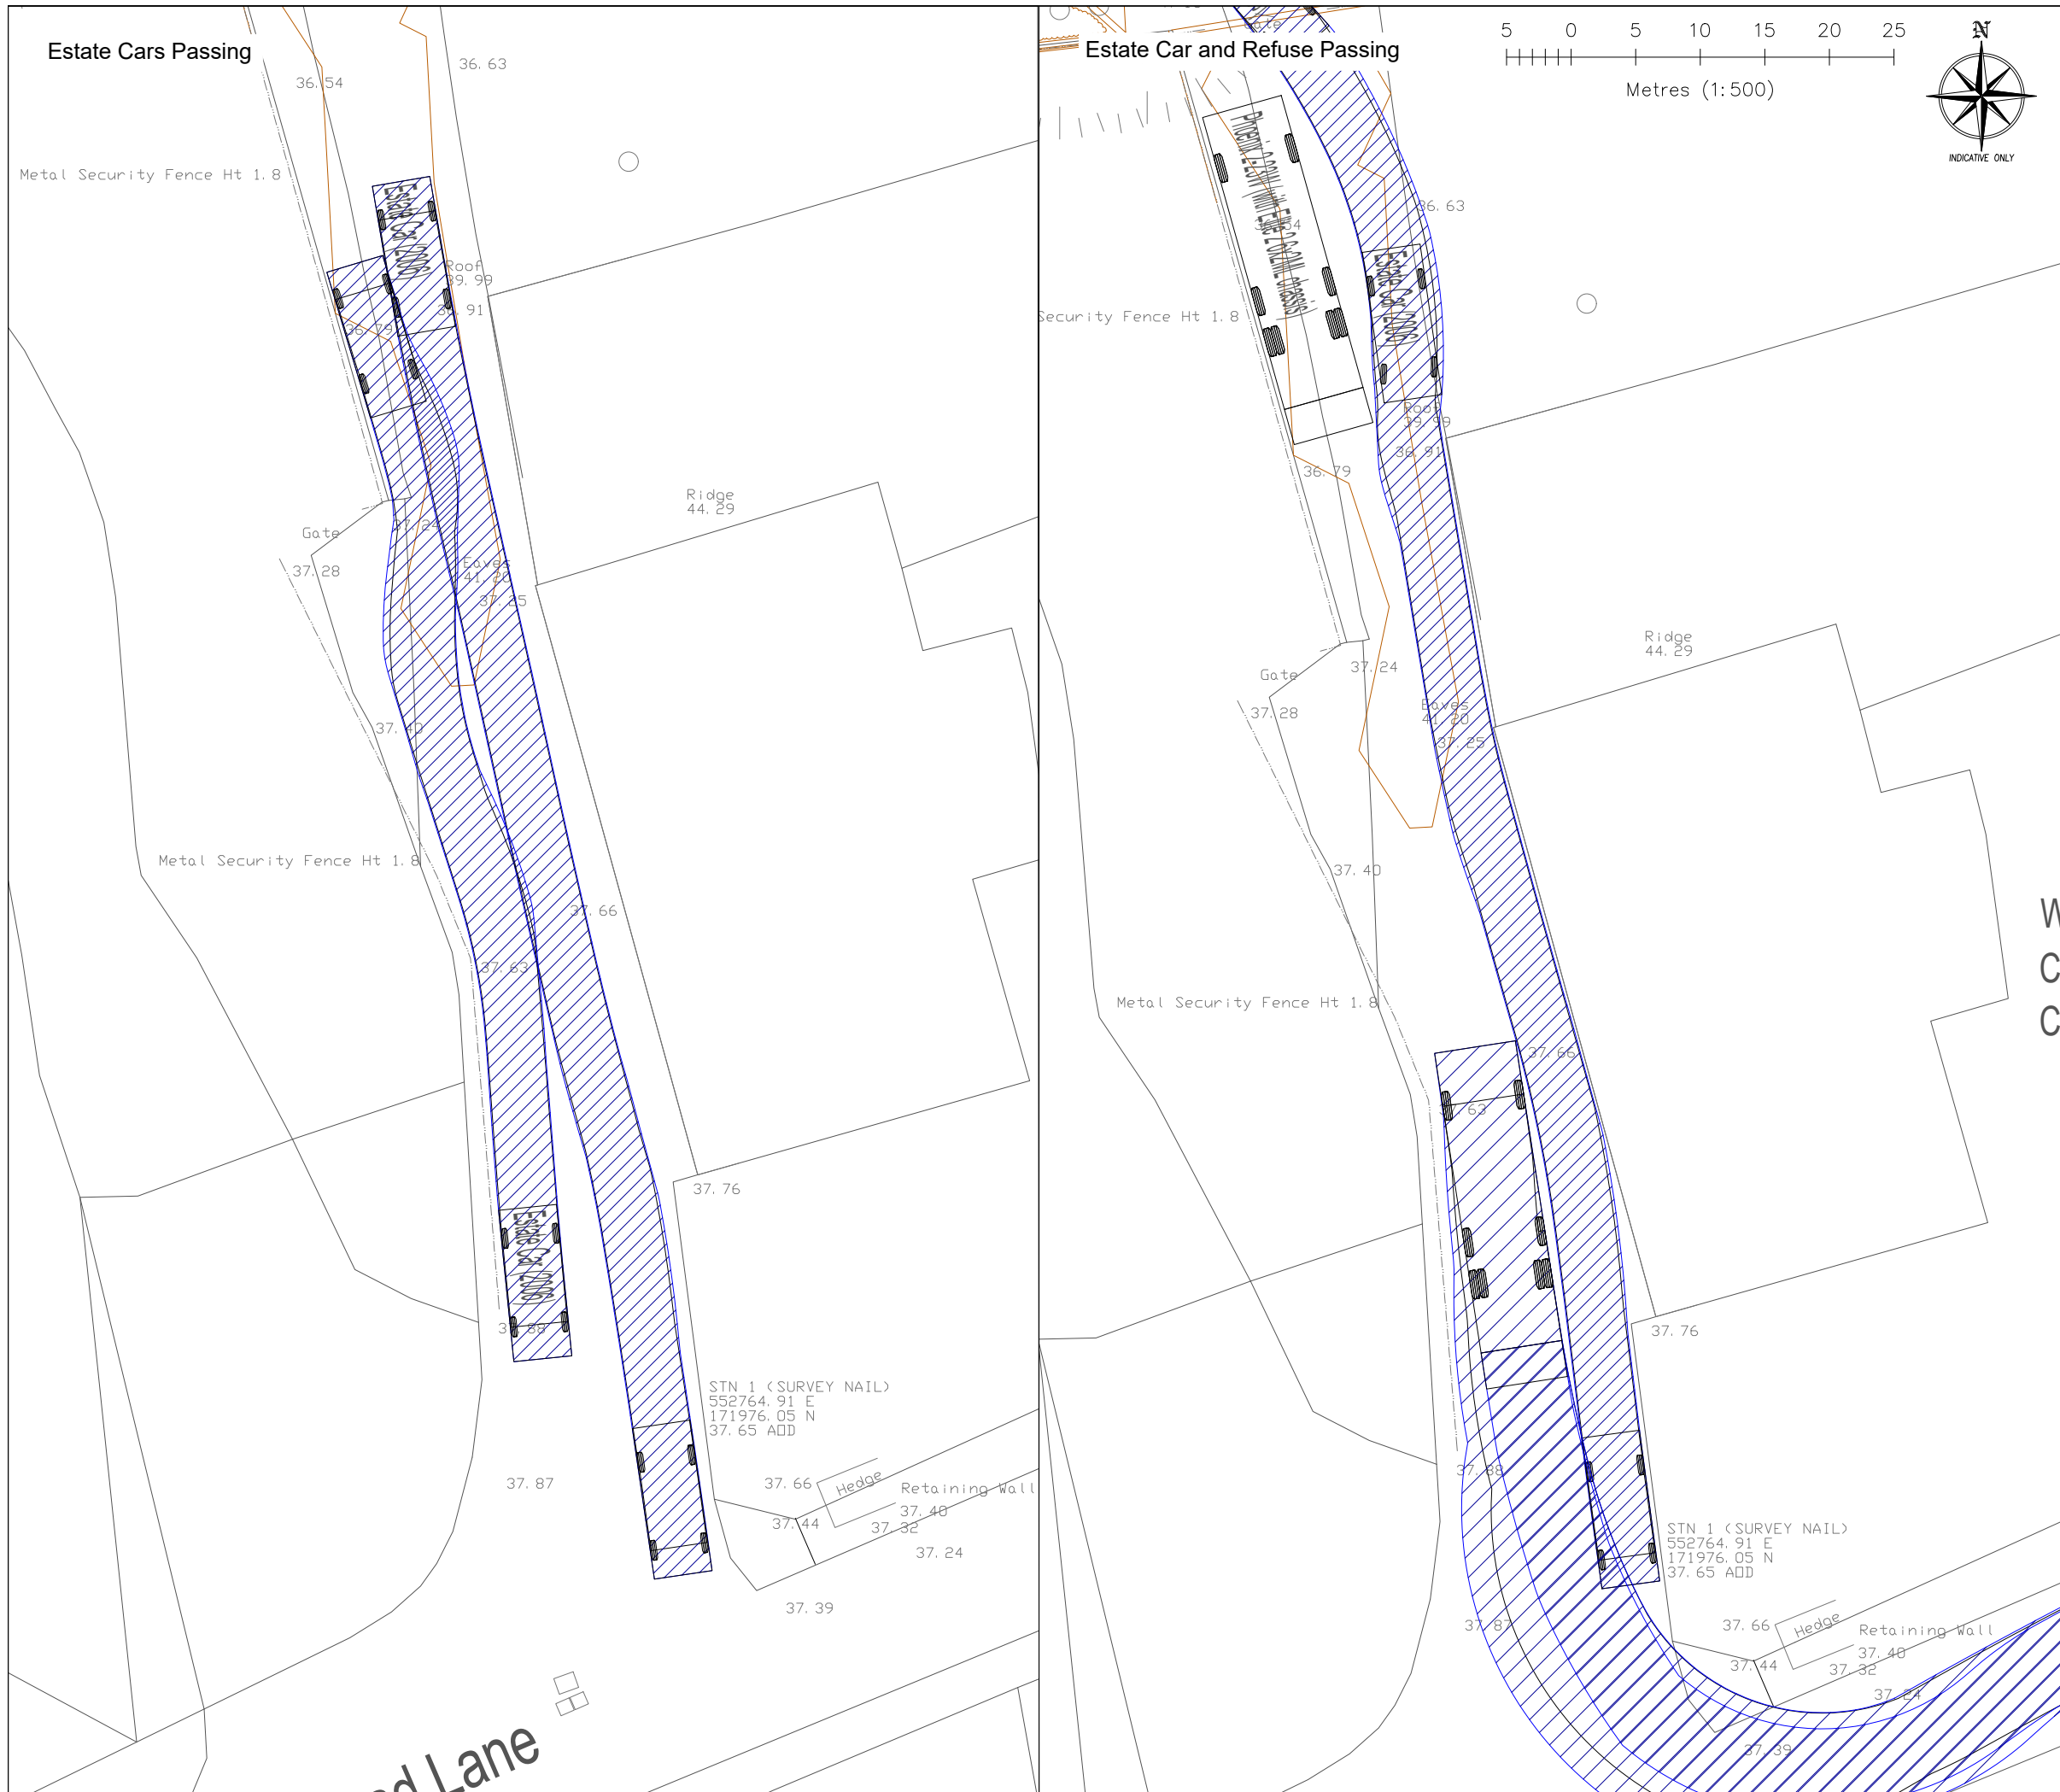 Estate Cars Passing
36.54
36.63
Metal Security Fence Ht 1.8
Estate Car 2006
Roof
39.99
36.91
36.79
Ridge
44.29
37.24
Gate
37.28
Eaves
41.20
37.25
37.40
Metal Security Fence Ht 1.8
37.66
37.63
37.76
Estate Car 2006
37.88
STN 1 (SURVEY NAIL)
552764.91 E
171976.05 N
37.65 AOD
37.87
37.66
Hedge
Retaining Wall
37.40
37.44
37.32
37.24
37.39
Lane
Estate Car and Refuse Passing
5 0 5 10 15 20 25
Metres (1:500)
N
INDICATIVE ONLY
36.63
36.54
Estate Car 2006
Security Fence Ht 1.8
Roof
39.99
36.91
36.79
Ridge
44.29
37.24
Gate
37.28
Eaves
41.20
37.25
37.40
W
C
C
Metal Security Fence Ht 1.8
37.66
37.63
37.76
37.88
STN 1 (SURVEY NAIL)
552764.91 E
171976.05 N
37.65 AOD
37.87
37.66
Hedge
Retaining Wall
37.40
37.44
37.32
37.24
37.39